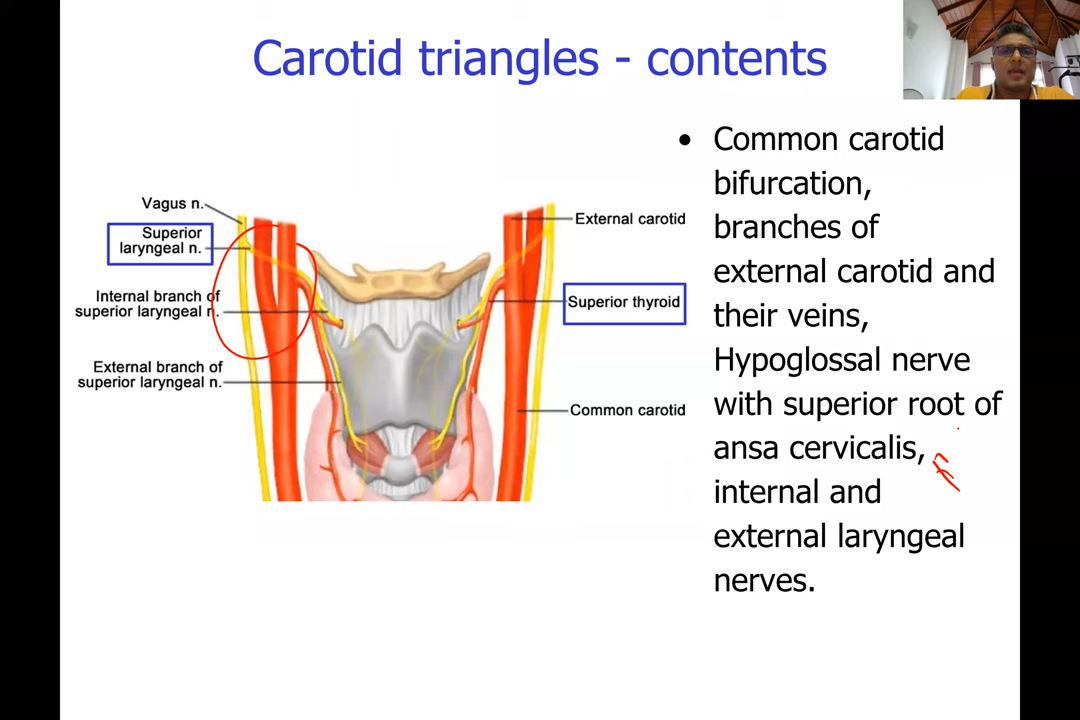 Carotid triangles - contents
Vagus n.
Superior
laryngeal n.
Internal branch of
superior laryngeal n.
External branch of
superior laryngeal n.
External carotid
Superior thyroid
Common carotid
• Common carotid
bifurcation,
branches of
external carotid and
their veins,
Hypoglossal nerve
with superior root of
ansa cervicalis,
internal and
external laryngeal
nerves.